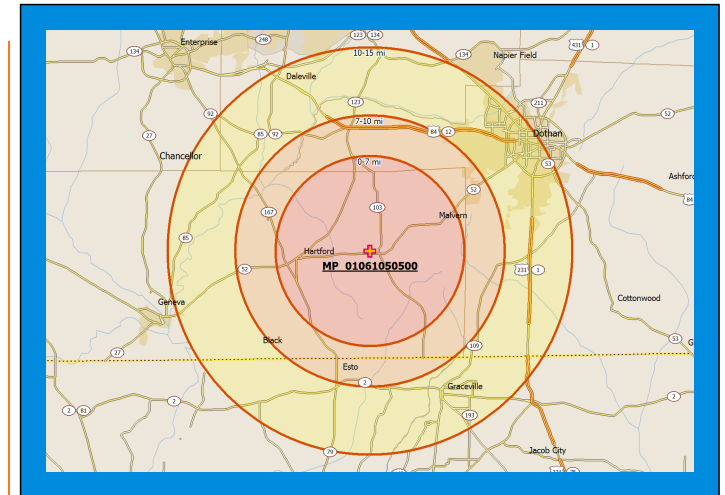 123 134
431 1
Enterprise
248
134
10-15 mi
134
Napier Field
Daleville
123
211
92
52
7-10 mi
84 12
Dothan
27
85 92
Chancellor
0-7 mi
53
Ashford
52
84
167
103
Malvern
85
Hartford
MP_01061050500
52
231 1
Geneva
Cottonwood
Black
109
53
G
27
Esto
2
Graceville
2
2 81
2
193
79
Jacob City